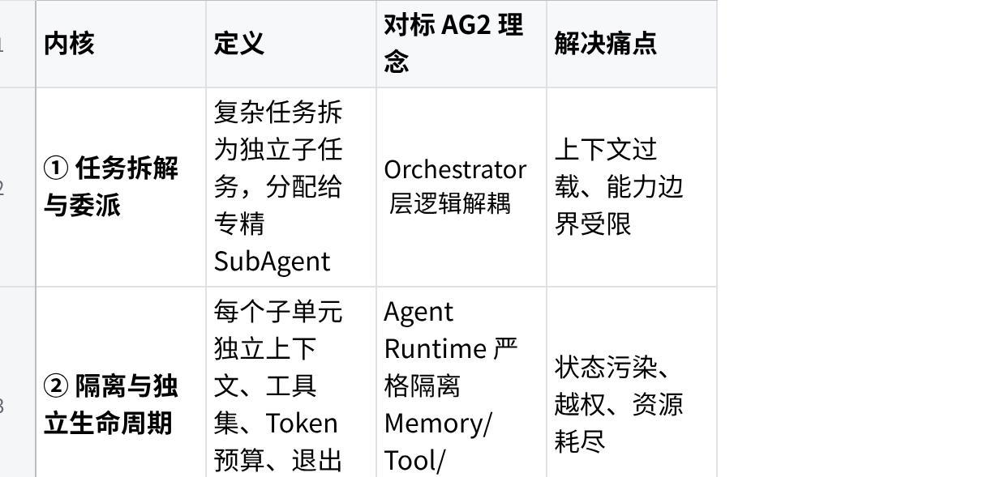 1
内核
定义
对标 AG2 理
念
解决痛点
2
① 任务拆解
与委派
复杂任务拆
为独立子任
务，分配给
专精
SubAgent
Orchestrator
层逻辑解耦
上下文过
载、能力边
界受限
3
② 隔离与独
立生命周期
每个子单元
独立上下
文、工具
集、Token
预算、退出
Agent
Runtime 严
格隔离
Memory/
Tool/
状态污染、
越权、资源
耗尽